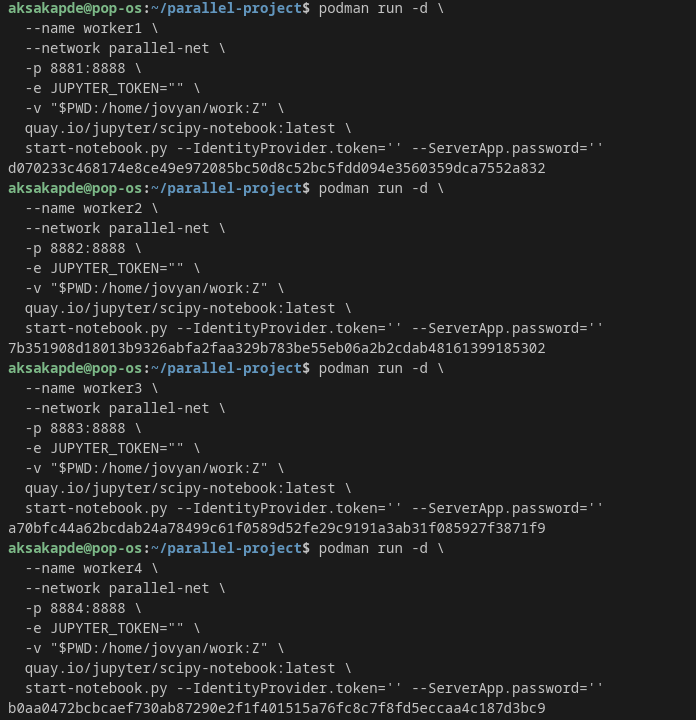 aksakapde@pop-os:~/parallel-project$ podman run -d \
  --name worker1 \
  --network parallel-net \
  -p 8881:8888 \
  -e JUPYTER_TOKEN="" \
  -v "$PWD:/home/jovyan/work:Z" \
  quay.io/jupyter/scipy-notebook:latest \
  start-notebook.py --IdentityProvider.token='' --ServerApp.password=''
d070233c468174e8ce49e972085bc50d8c52bc5fdd094e3560359dca7552a832
aksakapde@pop-os:~/parallel-project$ podman run -d \
  --name worker2 \
  --network parallel-net \
  -p 8882:8888 \
  -e JUPYTER_TOKEN="" \
  -v "$PWD:/home/jovyan/work:Z" \
  quay.io/jupyter/scipy-notebook:latest \
  start-notebook.py --IdentityProvider.token='' --ServerApp.password=''
7b351908d18013b9326abfa2faa329b783be55eb06a2b2cdab48161399185302
aksakapde@pop-os:~/parallel-project$ podman run -d \
  --name worker3 \
  --network parallel-net \
  -p 8883:8888 \
  -e JUPYTER_TOKEN="" \
  -v "$PWD:/home/jovyan/work:Z" \
  quay.io/jupyter/scipy-notebook:latest \
  start-notebook.py --IdentityProvider.token='' --ServerApp.password=''
a70bfc44a62bcdab24a78499c61f0589d52fe29c9191a3ab31f085927f3871f9
aksakapde@pop-os:~/parallel-project$ podman run -d \
  --name worker4 \
  --network parallel-net \
  -p 8884:8888 \
  -e JUPYTER_TOKEN="" \
  -v "$PWD:/home/jovyan/work:Z" \
  quay.io/jupyter/scipy-notebook:latest \
  start-notebook.py --IdentityProvider.token='' --ServerApp.password=''
b0aa0472bcbcaef730ab87290e2f1f401515a76fc8c7f8fd5eccaa4c187d3bc9